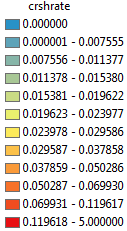 crshrate
0.000000
0.000001 - 0.007555
0.007556 - 0.011377
0.011378 - 0.015380
0.015381 - 0.019622
0.019623 - 0.023977
0.023978 - 0.029586
0.029587 - 0.037858
0.037859 - 0.050286
0.050287 - 0.069930
0.069931 - 0.119617
0.119618 - 5.000000